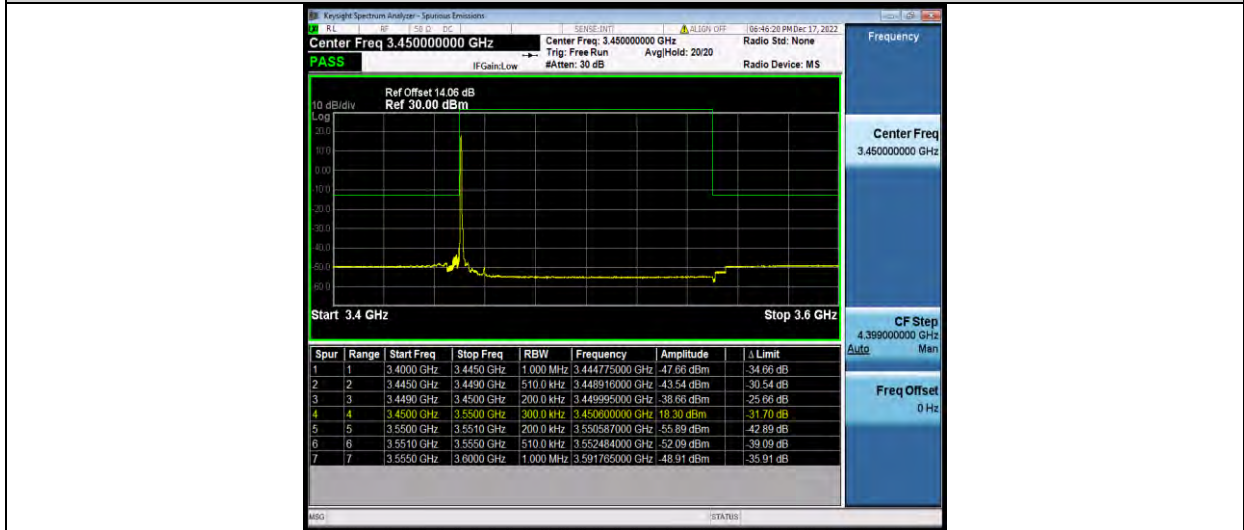 Keysight Spectrum Analyzer - Spurious Emissions
RL RF 50 Ω DC SENSE:INT ALIGN OFF 06:46:20 PM Dec 17, 2022
Center Freq 3.450000000 GHz Center Freq: 3.450000000 GHz Radio Std: None
Trig: Free Run Avg|Hold: 20/20
PASS IFGain:Low #Atten: 30 dB Radio Device: MS
Frequency
Ref Offset 14.06 dB
10 dB/div Ref 30.00 dBm
Log
20.0
10.0
0.00
-10.0
-20.0
-30.0
-40.0
-50.0
-60.0
Start 3.4 GHz Stop 3.6 GHz
Center Freq
3.450000000 GHz
CF Step
4.399000000 GHz
Auto Man
Freq Offset
0 Hz
Spur Range Start Freq Stop Freq RBW Frequency Amplitude Δ Limit
1 1 3.4000 GHz 3.4450 GHz 1.000 MHz 3.444775000 GHz -47.66 dBm -34.66 dB
2 2 3.4450 GHz 3.4490 GHz 510.0 kHz 3.448916000 GHz -43.54 dBm -30.54 dB
3 3 3.4490 GHz 3.4500 GHz 200.0 kHz 3.449995000 GHz -38.66 dBm -25.66 dB
4 4 3.4500 GHz 3.5500 GHz 300.0 kHz 3.450600000 GHz 18.30 dBm -31.70 dB
5 5 3.5500 GHz 3.5510 GHz 200.0 kHz 3.550587000 GHz -55.89 dBm -42.89 dB
6 6 3.5510 GHz 3.5550 GHz 510.0 kHz 3.552484000 GHz -52.09 dBm -39.09 dB
7 7 3.5550 GHz 3.6000 GHz 1.000 MHz 3.591765000 GHz -48.91 dBm -35.91 dB
MSG STATUS